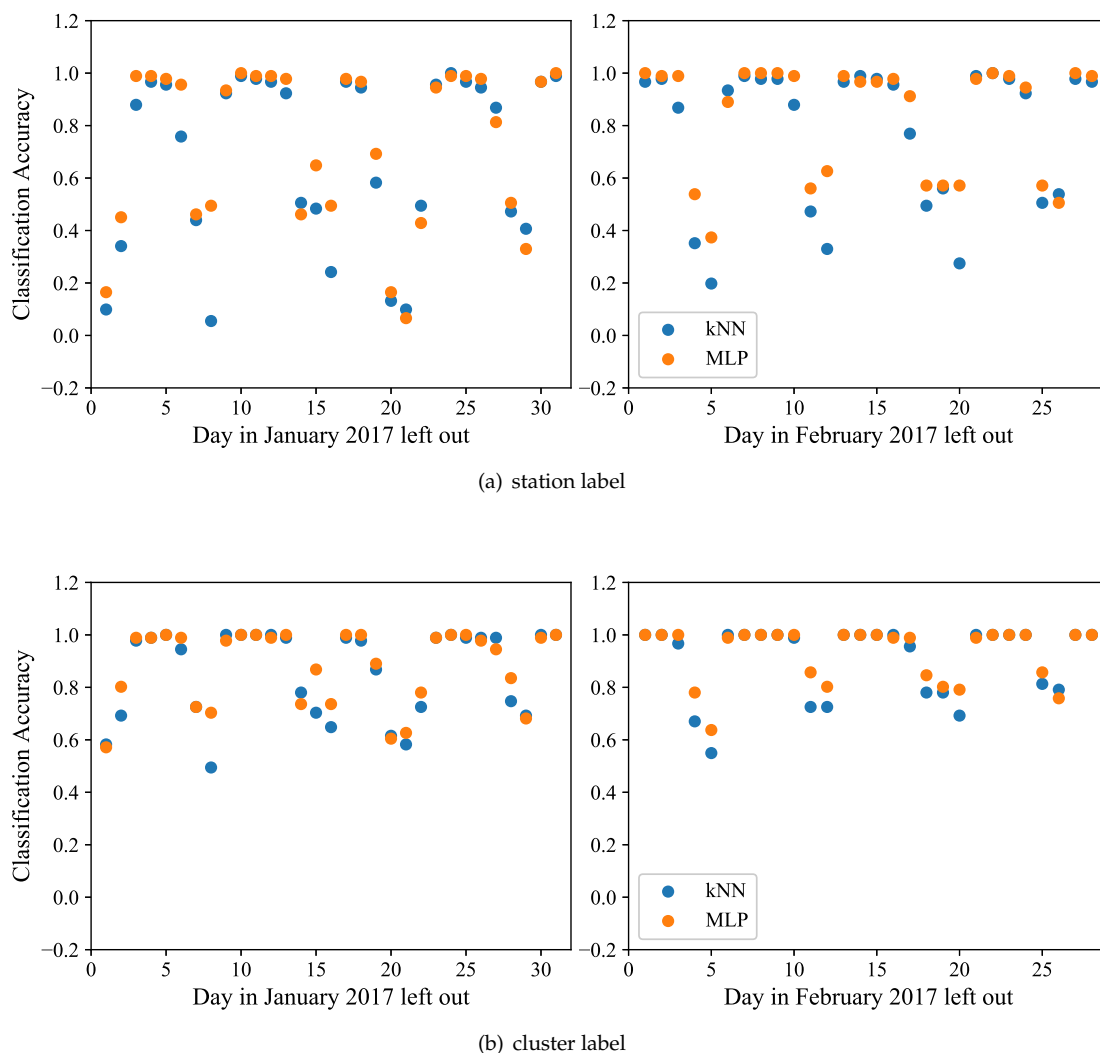 1.2
1.0
0.8
0.6
0.4
0.2
0.0
−0.2
Classification Accuracy
0 5 10 15 20 25 30
Day in January 2017 left out
1.2
1.0
0.8
0.6
0.4
0.2
0.0
−0.2
kNN
MLP
0 5 10 15 20 25
Day in February 2017 left out
(a) station label
1.2
1.0
0.8
0.6
0.4
0.2
0.0
−0.2
Classification Accuracy
0 5 10 15 20 25 30
Day in January 2017 left out
1.2
1.0
0.8
0.6
0.4
0.2
0.0
−0.2
kNN
MLP
0 5 10 15 20 25
Day in February 2017 left out
(b) cluster label